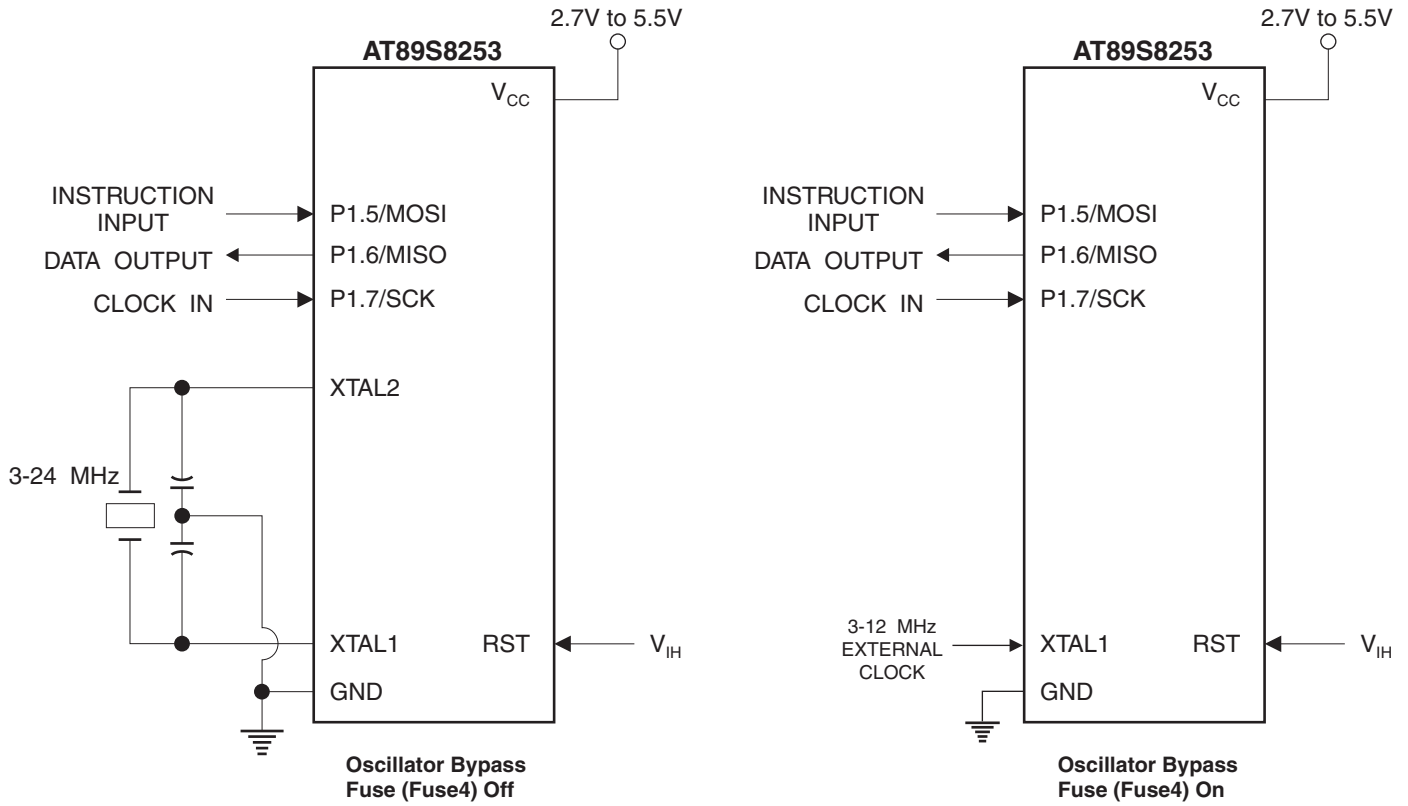 2.7V to 5.5V
AT89S8253
VCC
INSTRUCTION
INPUT
P1.5/MOSI
DATA OUTPUT
P1.6/MISO
CLOCK IN
P1.7/SCK
XTAL2
3-24 MHz
XTAL1
RST
VIH
GND
Oscillator Bypass
Fuse (Fuse4) Off
2.7V to 5.5V
AT89S8253
VCC
INSTRUCTION
INPUT
P1.5/MOSI
DATA OUTPUT
P1.6/MISO
CLOCK IN
P1.7/SCK
3-12 MHz
EXTERNAL
CLOCK
XTAL1
RST
VIH
GND
Oscillator Bypass
Fuse (Fuse4) On